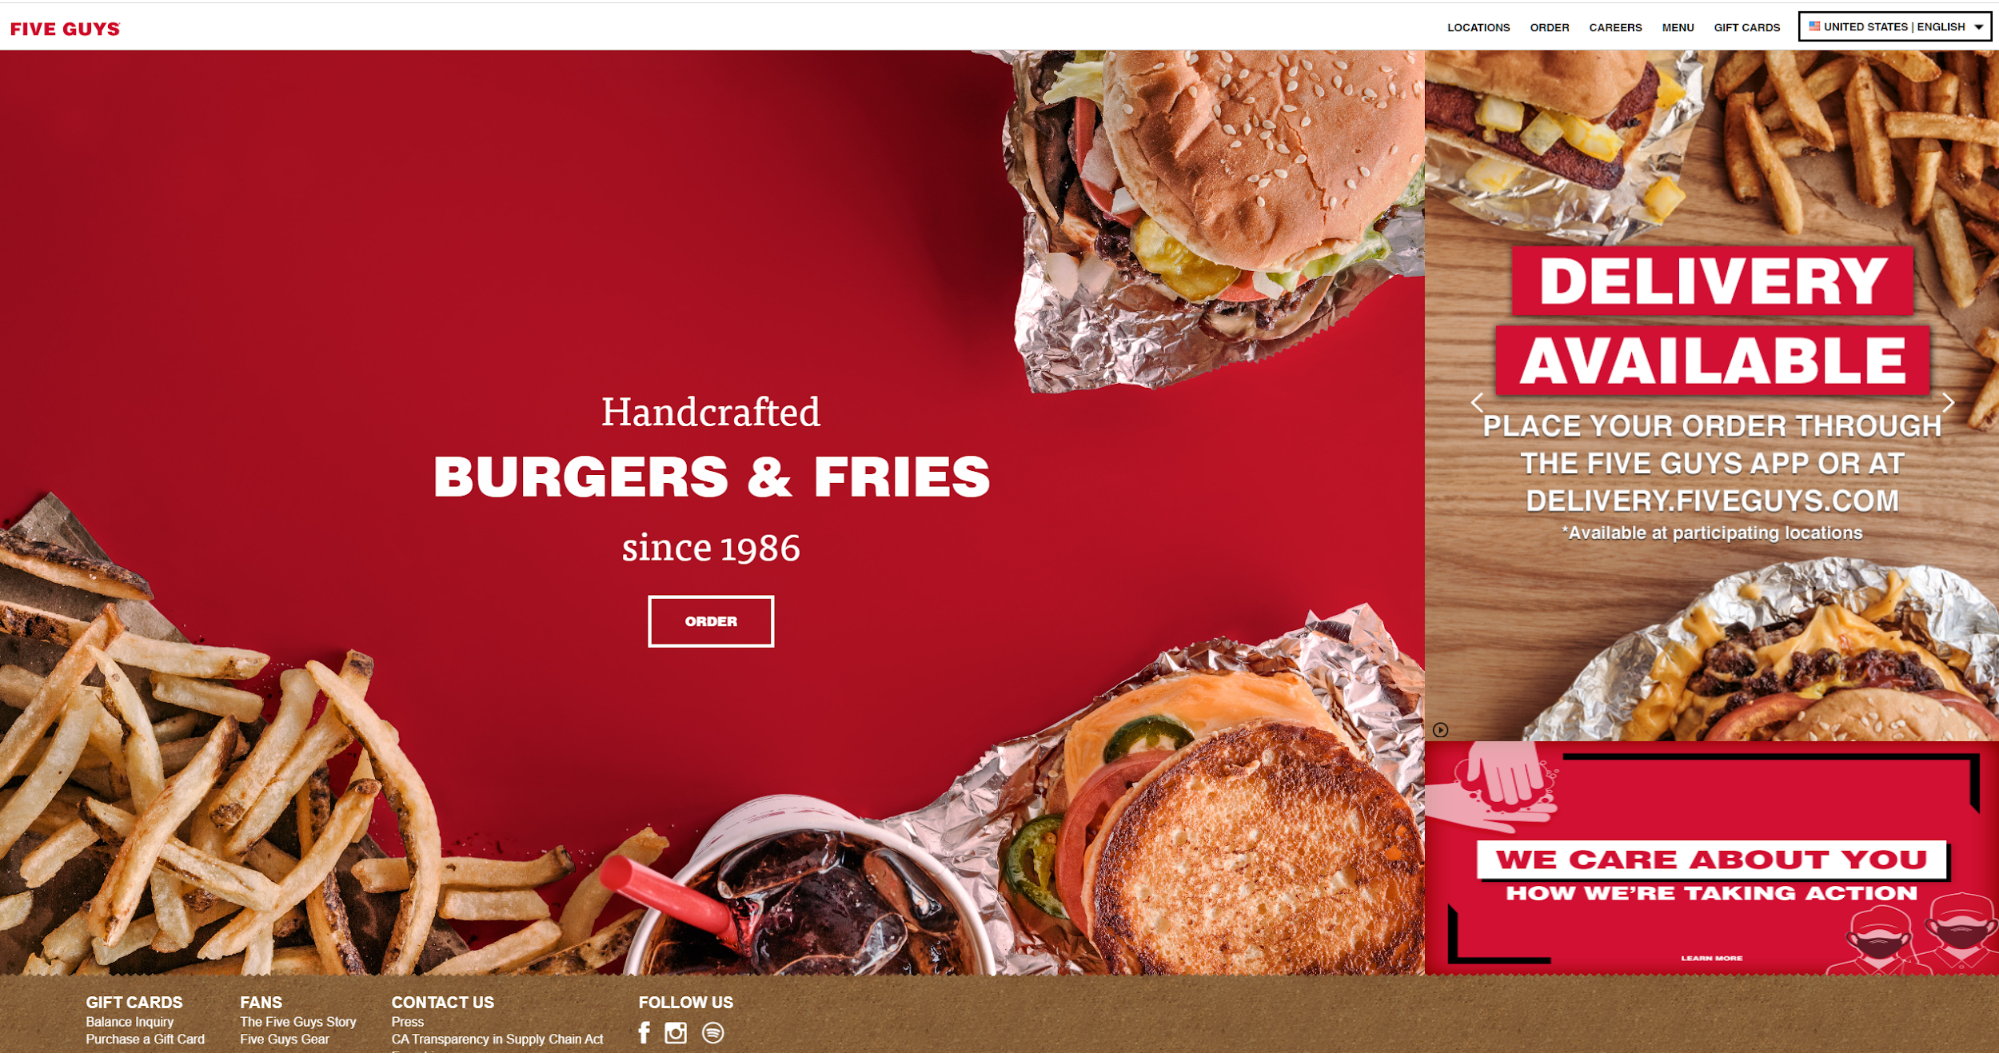 FIVE GUYS
LOCATIONS ORDER CAREERS MENU GIFT CARDS UNITED STATES | ENGLISH
Handcrafted
BURGERS & FRIES
since 1986
ORDER
DELIVERY
AVAILABLE
PLACE YOUR ORDER THROUGH
THE FIVE GUYS APP OR AT
DELIVERY.FIVEGUYS.COM
*Available at participating locations
WE CARE ABOUT YOU
HOW WE'RE TAKING ACTION
LEARN MORE
GIFT CARDS
Balance Inquiry
Purchase a Gift Card
FANS
The Five Guys Story
Five Guys Gear
CONTACT US
Press
CA Transparency in Supply Chain Act
FOLLOW US